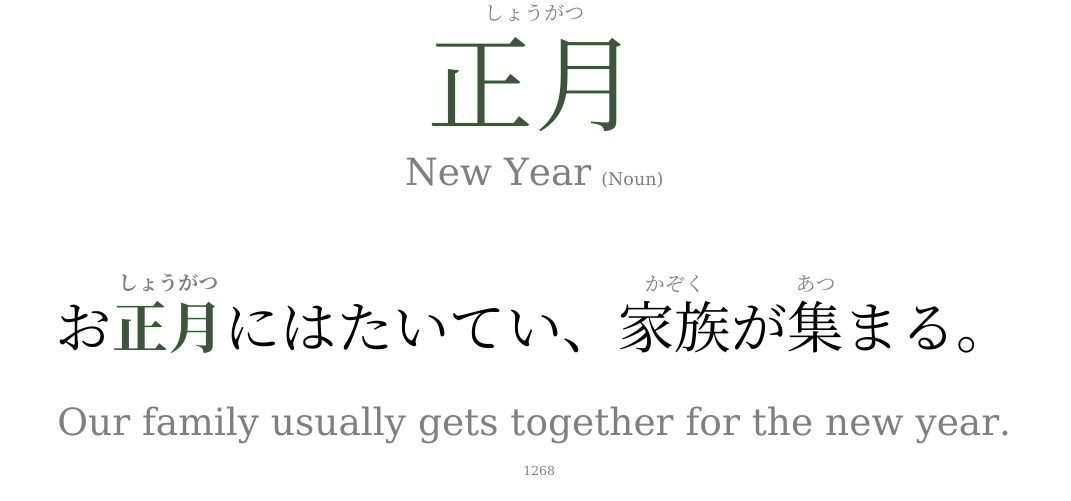 しょうがつ
正月
New Year (Noun)
しょうがつ かぞく あつ
お正月にはたいてい、家族が集まる。
Our family usually gets together for the new year.
1268